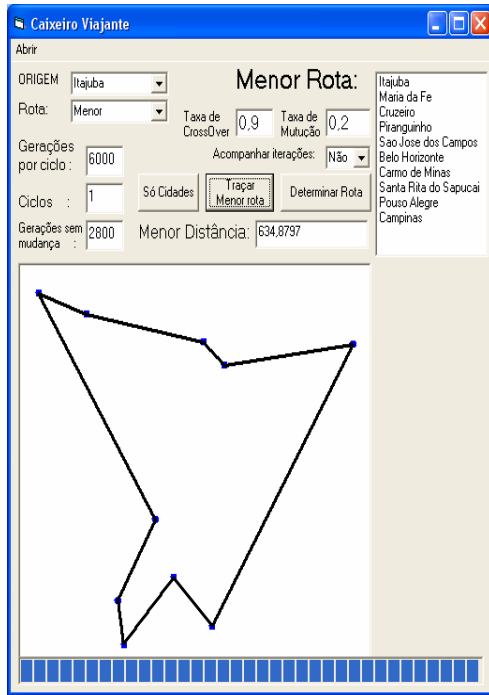 Caixeiro Viajante
Abrir
ORIGEM Itajuba
Rota: Menor
Gerações por ciclo : 6000
Ciclos : 1
Gerações sem mudança : 2800
Menor Rota:
Taxa de CrossOver 0,9
Taxa de Mutução 0,2
Acompanhar iterações: Não
Só Cidades
Traçar Menor rota
Determinar Rota
Menor Distância: 634,8797
Itajuba
Maria da Fe
Cruzeiro
Piranguinho
Sao Jose dos Campos
Belo Horizonte
Carmo de Minas
Santa Rita do Sapucai
Pouso Alegre
Campinas